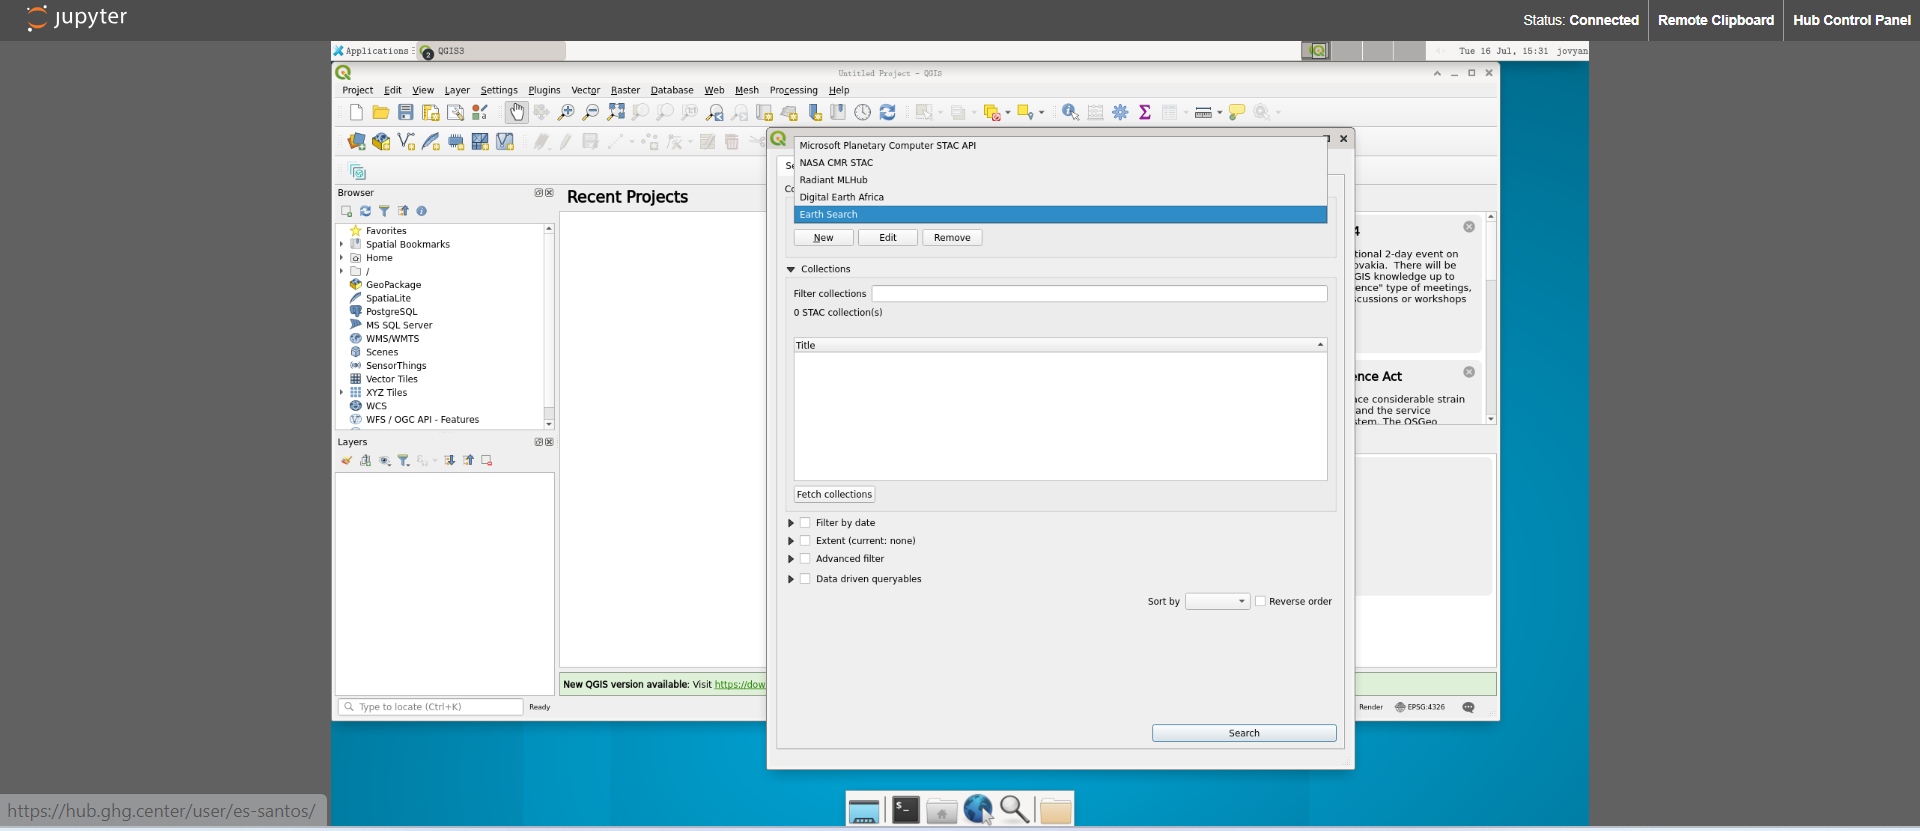 jupyter
Status: Connected
Remote Clipboard
Hub Control Panel
Applications
2
QGIS3
Tue 16 Jul, 15:31 jovyan
Untitled Project - QGIS
Project Edit View Layer Settings Plugins Vector Raster Database Web Mesh Processing Help
Browser
Favorites
Spatial Bookmarks
Home
/
GeoPackage
SpatiaLite
PostgreSQL
MS SQL Server
WMS/WMTS
Scenes
SensorThings
Vector Tiles
XYZ Tiles
WCS
WFS / OGC API - Features
Layers
Recent Projects
Microsoft Planetary Computer STAC API
NASA CMR STAC
Radiant MLHub
Digital Earth Africa
Earth Search
Se
Co
New Edit Remove
Collections
Filter collections
0 STAC collection(s)
Title
Fetch collections
Filter by date
Extent (current: none)
Advanced filter
Data driven queryables
Sort by
Reverse order
Search
4
tional 2-day event on
ovakia. There will be
GIS knowledge up to
ence" type of meetings,
scussions or workshops
ence Act
ace considerable strain
and the service
stem. The OSGeo
New QGIS version available: Visit https://dow
Type to locate (Ctrl+K)
Ready
Render
EPSG:4326
https://hub.ghg.center/user/es-santos/